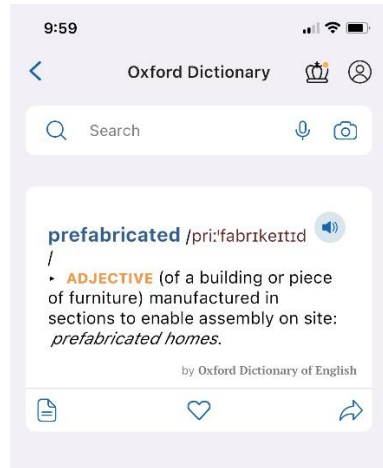 9:59
Oxford Dictionary
Search
prefabricated /priːˈfabrɪkeɪtɪd
/
‣ ADJECTIVE (of a building or piece
of furniture) manufactured in
sections to enable assembly on site:
prefabricated homes.
by Oxford Dictionary of English